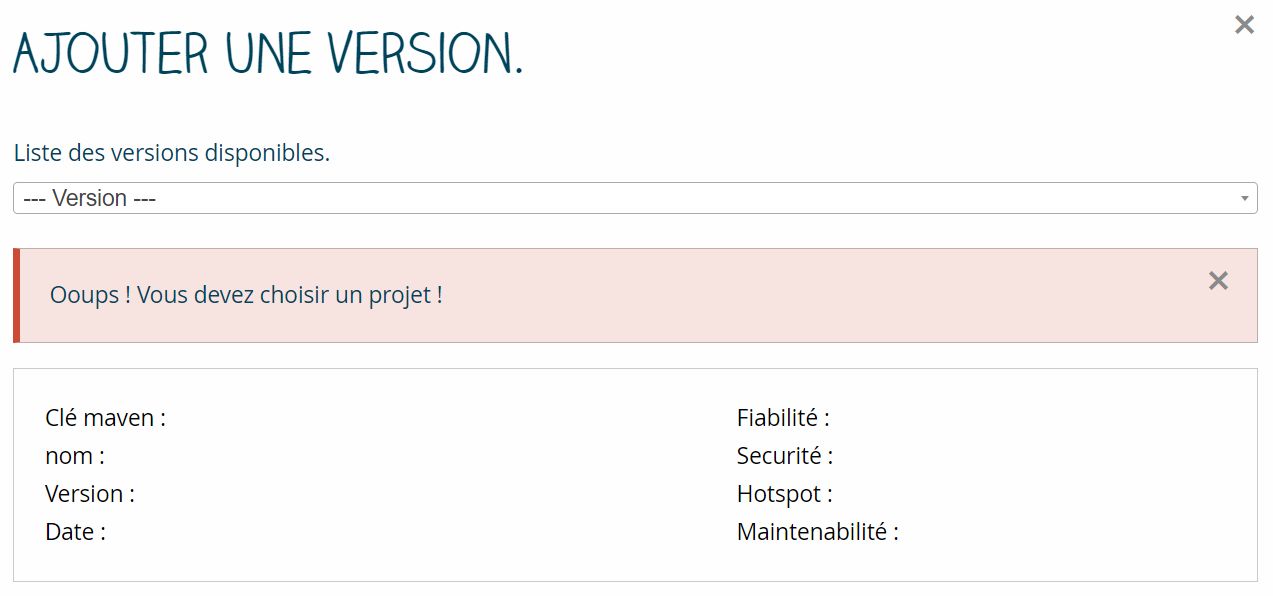 AJOUTER UNE VERSION.
Liste des versions disponibles.
--- Version ---
Ooups ! Vous devez choisir un projet !
Clé maven :
nom :
Version :
Date :
Fiabilité :
Securité :
Hotspot :
Maintenabilité :